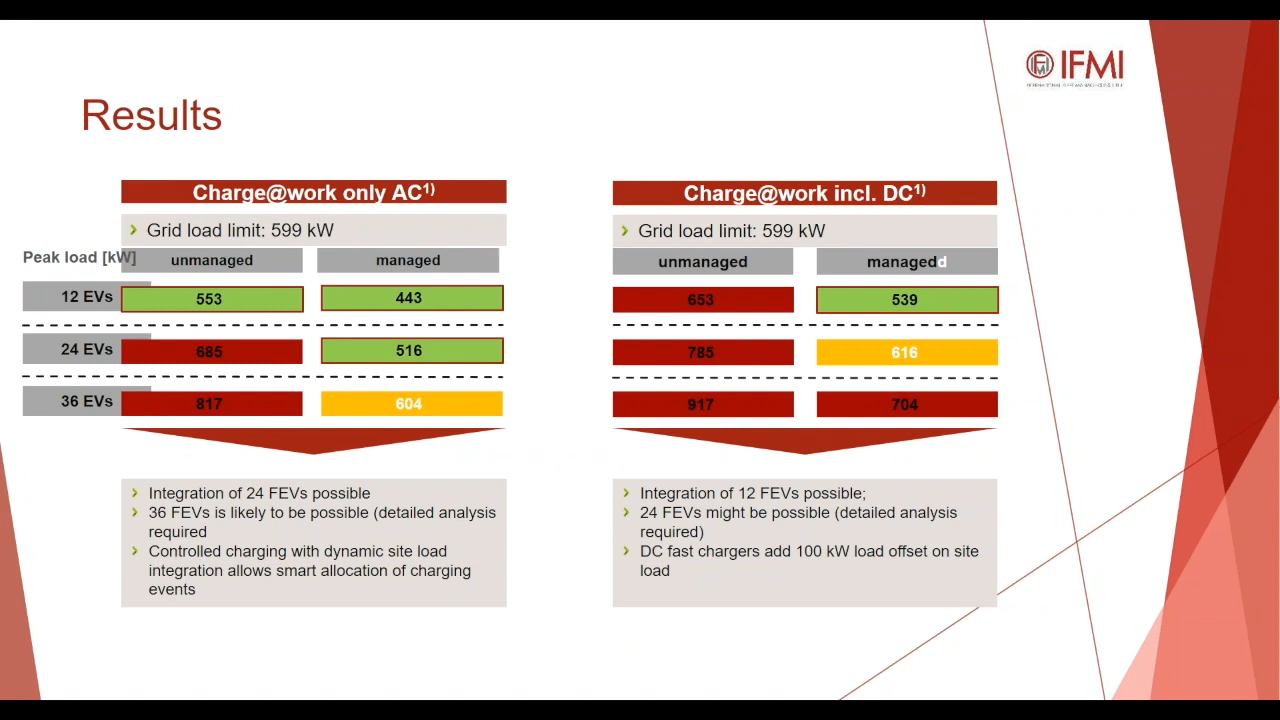 IFMI
Results
Charge@work only AC1)
Grid load limit: 599 kW
Peak load [kW]
unmanaged
managed
12 EVs
553
443
24 EVs
685
516
36 EVs
817
604
Integration of 24 FEVs possible
36 FEVs is likely to be possible (detailed analysis
required
Controlled charging with dynamic site load
integration allows smart allocation of charging
events
Charge@work incl. DC1)
Grid load limit: 599 kW
unmanaged
managedd
653
539
785
616
917
704
Integration of 12 FEVs possible;
24 FEVs might be possible (detailed analysis
required)
DC fast chargers add 100 kW load offset on site
load